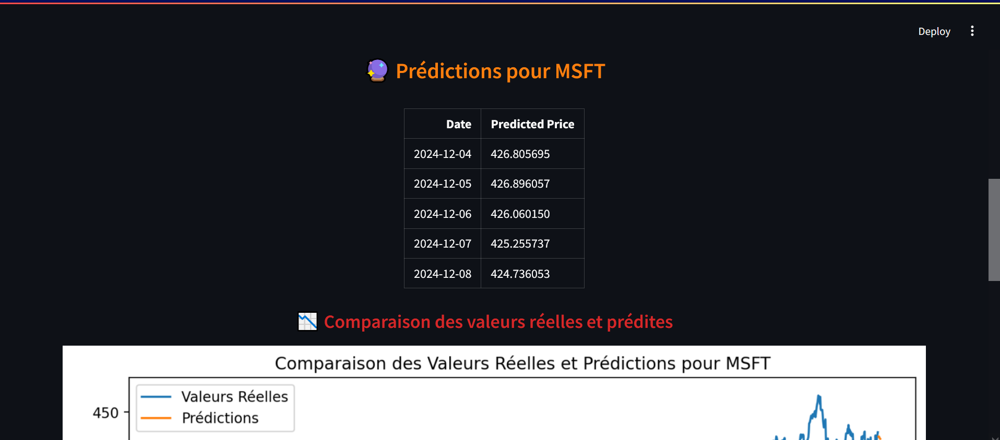 Deploy
Prédictions pour MSFT
Date Predicted Price
2024-12-04 426.805695
2024-12-05 426.896057
2024-12-06 426.060150
2024-12-07 425.255737
2024-12-08 424.736053
Comparaison des valeurs réelles et prédites
Comparaison des Valeurs Réelles et Prédictions pour MSFT
Valeurs Réelles
Prédictions
450